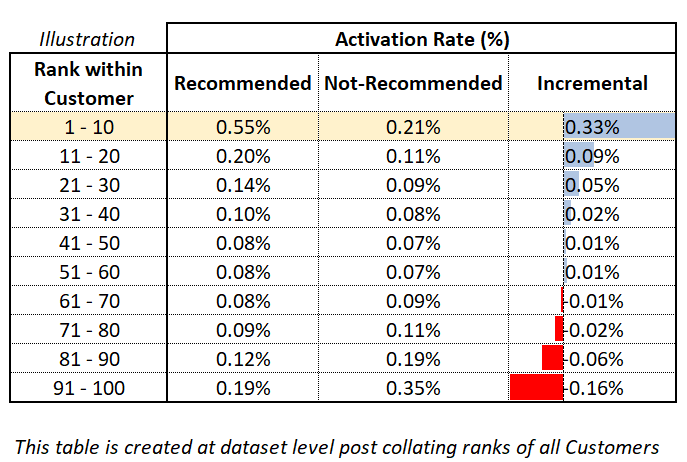 Illustration Activation Rate (%)
Rank within Customer Recommended Not-Recommended Incremental
1 - 10 0.55% 0.21% 0.33%
11 - 20 0.20% 0.11% 0.09%
21 - 30 0.14% 0.09% 0.05%
31 - 40 0.10% 0.08% 0.02%
41 - 50 0.08% 0.07% 0.01%
51 - 60 0.08% 0.07% 0.01%
61 - 70 0.08% 0.09% -0.01%
71 - 80 0.09% 0.11% -0.02%
81 - 90 0.12% 0.19% -0.06%
91 - 100 0.19% 0.35% -0.16%
This table is created at dataset level post collating ranks of all Customers